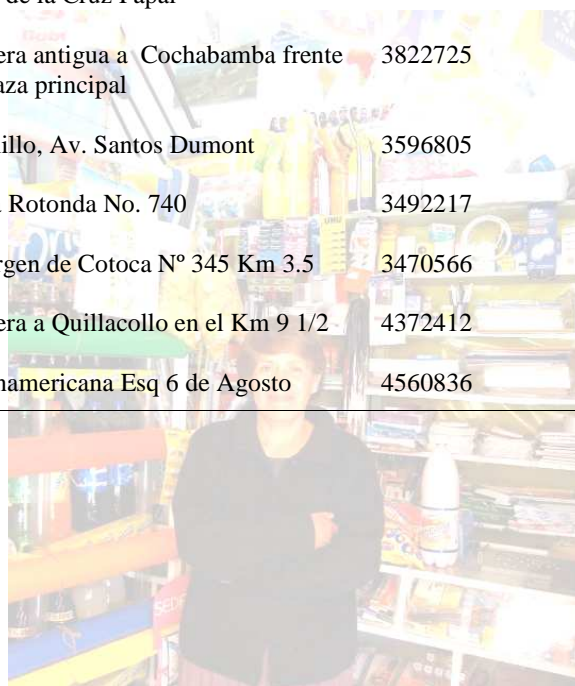 de la Cruz Papal
era antigua a Cochabamba frente 3822725
aza principal
illo, Av. Santos Dumont 3596805
Rotonda No. 740 3492217
rgen de Cotoca Nº 345 Km 3.5 3470566
era a Quillacollo en el Km 9 1/2 4372412
namericana Esq 6 de Agosto 4560836
UHU